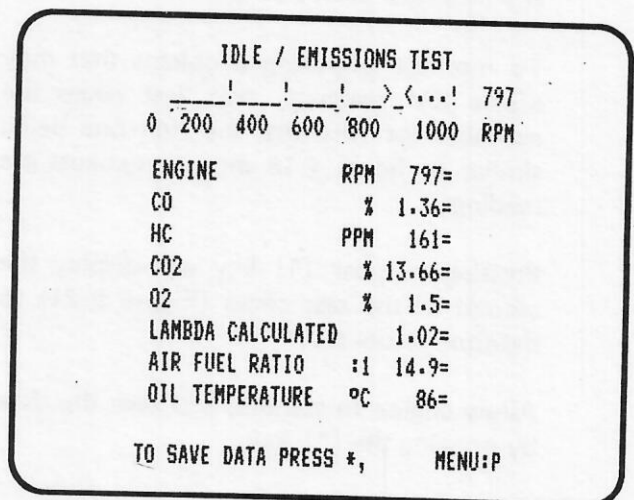 IDLE / EMISSIONS TEST
_____!____!____!___>_<...! 797
0 200 400 600 800 1000 RPM
ENGINE RPM 797=
CO % 1.36=
HC PPM 161=
CO2 % 13.66=
O2 % 1.5=
LAMBDA CALCULATED 1.02=
AIR FUEL RATIO :1 14.9=
OIL TEMPERATURE ºC 86=
TO SAVE DATA PRESS *, MENU:P